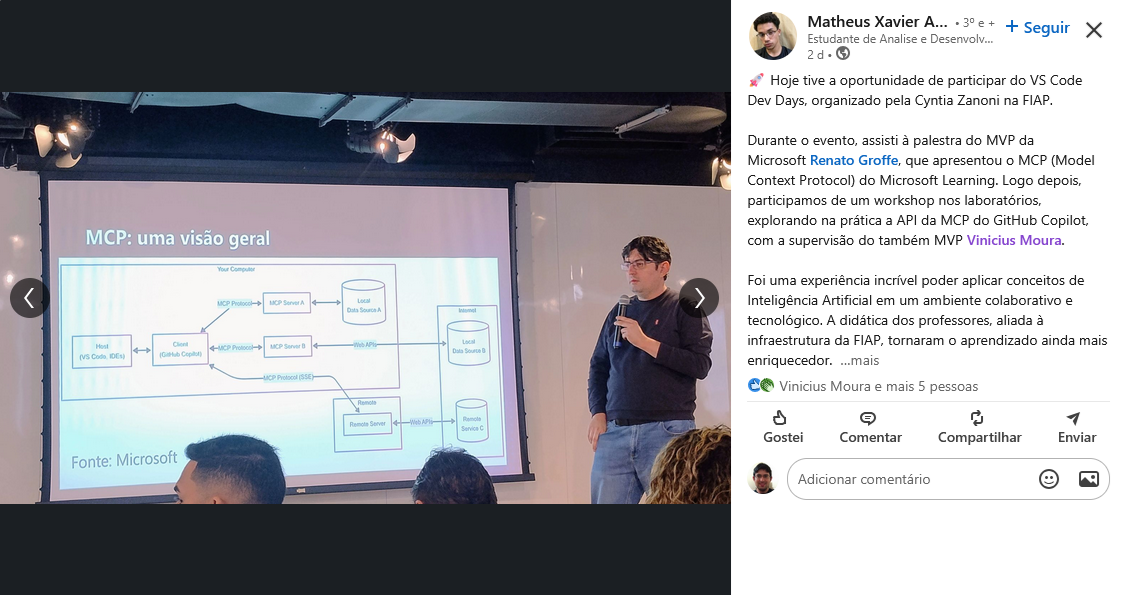 MCP: uma visão geral
Your Computer
MCP Protocol
MCP Server A
Local
Data Source A
Internet
Host
(VS Code, IDEs)
Client
(GitHub Copilot)
MCP Protocol
MCP Server B
Web APIs
Local
Data Source B
MCP Protocol (SSE)
Remote
Remote Server
Web APIs
Remote
Service C
Fonte: Microsoft
Matheus Xavier A... • 3º e +
+ Seguir
Estudante de Analise e Desenvolv...
2 d •
🚀 Hoje tive a oportunidade de participar do VS Code
Dev Days, organizado pela Cyntia Zanoni na FIAP.
Durante o evento, assisti à palestra do MVP da
Microsoft Renato Groffe, que apresentou o MCP (Model
Context Protocol) do Microsoft Learning. Logo depois,
participamos de um workshop nos laboratórios,
explorando na prática a API da MCP do GitHub Copilot,
com a supervisão do também MVP Vinicius Moura.
Foi uma experiência incrível poder aplicar conceitos de
Inteligência Artificial em um ambiente colaborativo e
tecnológico. A didática dos professores, aliada à
infraestrutura da FIAP, tornaram o aprendizado ainda mais
enriquecedor. ...mais
Vinicius Moura e mais 5 pessoas
Gostei
Comentar
Compartilhar
Enviar
Adicionar comentário